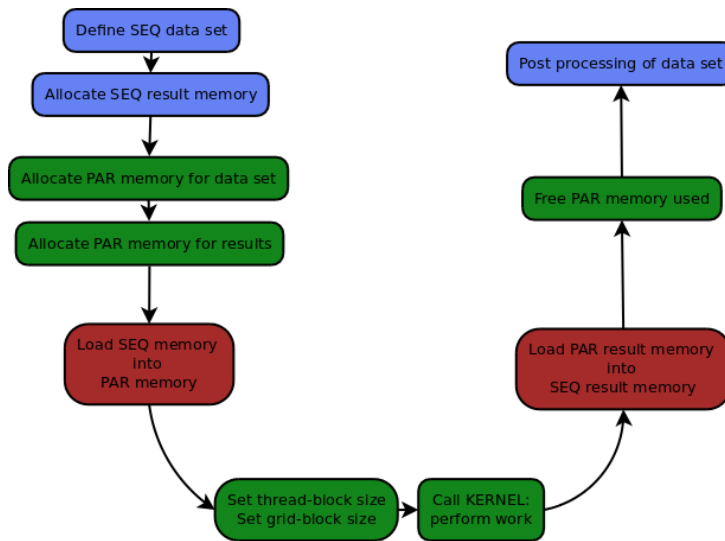 Define SEQ data set
Allocate SEQ result memory
Allocate PAR memory for data set
Allocate PAR memory for results
Load SEQ memory
into
PAR memory
Set thread-block size
Set grid-block size
Call KERNEL:
perform work
Load PAR result memory
into
SEQ result memory
Free PAR memory used
Post processing of data set